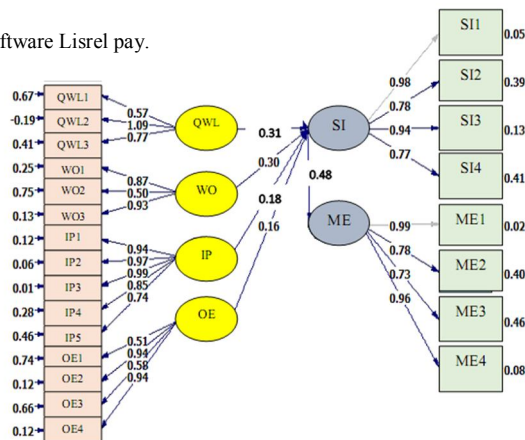 ftware Lisrel pay.
SI1 0.05
0.67 QWL1 0.98 SI2 0.39
-0.19 QWL2 0.57 1.09 QWL 0.31 SI 0.78
0.41 QWL3 0.77 0.94 SI3 0.13
0.25 WO1 0.87 0.30 0.77
0.75 WO2 0.50 WO 0.18 0.48 SI4 0.41
0.13 WO3 0.93 0.16
0.12 IP1 0.94 ME 0.99 ME1 0.02
0.06 IP2 0.97 IP 0.78
0.01 IP3 0.99 0.73 ME2 0.40
0.28 IP4 0.85 0.96
0.46 IP5 0.74 OE ME3 0.46
0.74 OE1 0.51
0.12 OE2 0.94 ME4 0.08
0.66 OE3 0.58
0.12 OE4 0.94